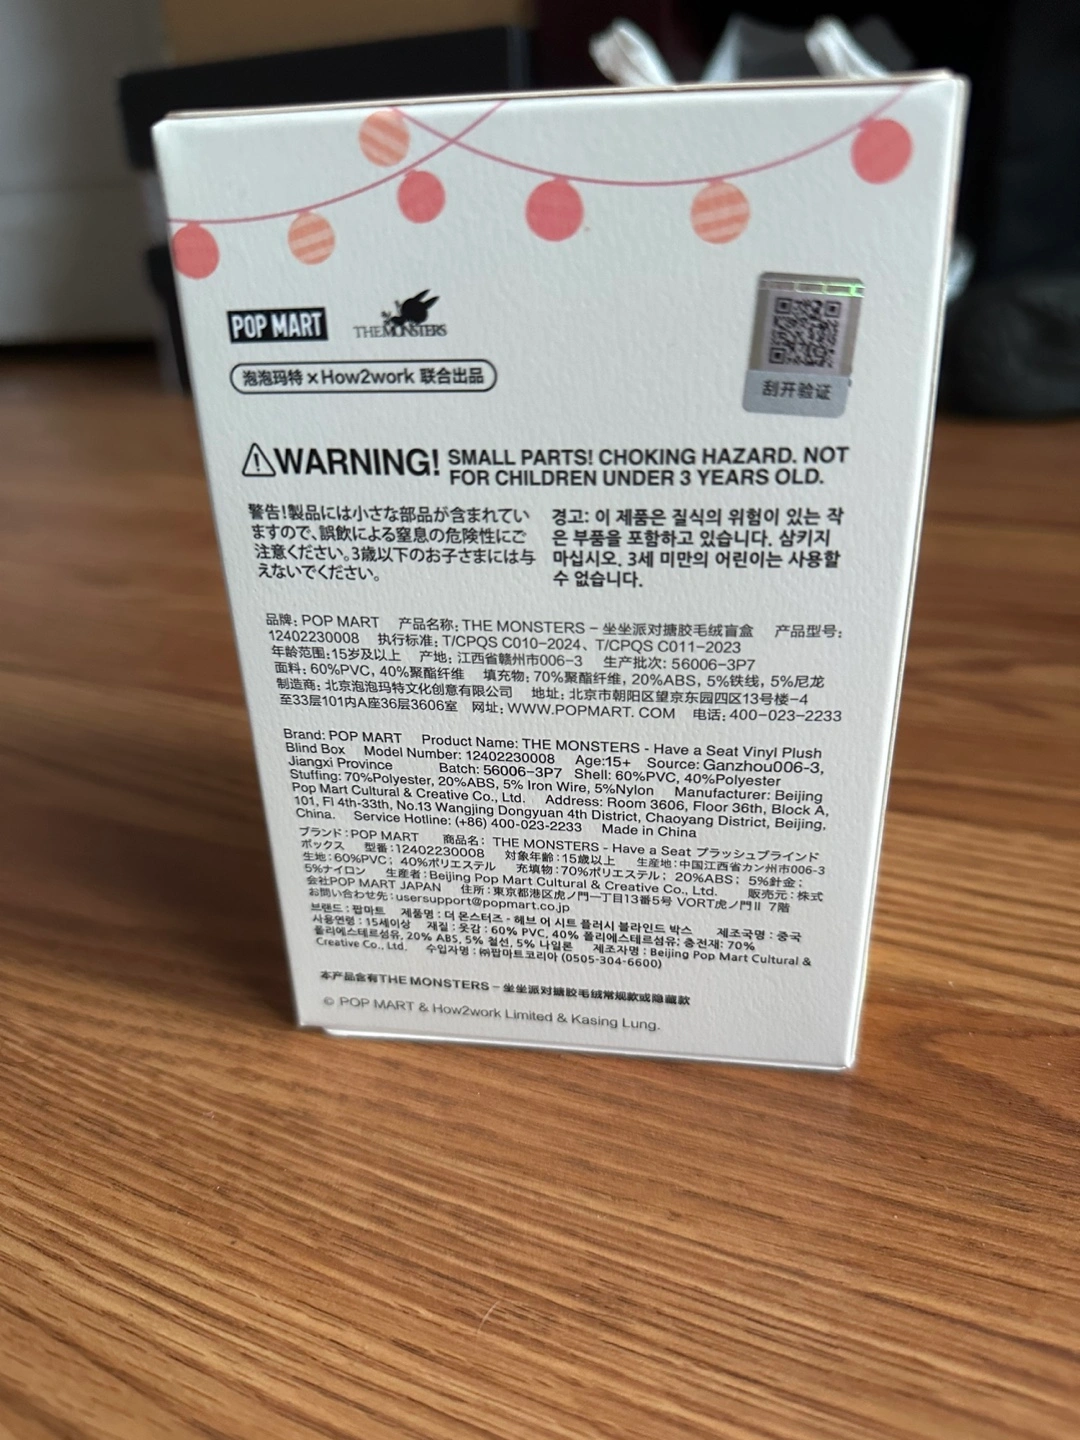 POP MART
THE MONSTERS
泡泡玛特 × How2work 联合出品
刮开验证
WARNING! SMALL PARTS! CHOKING HAZARD. NOT
FOR CHILDREN UNDER 3 YEARS OLD.
警告!製品には小さな部品が含まれてい
ますので、誤飲による窒息の危険性にご
注意ください。3歳以下のお子さまには与
えないでください。
경고: 이 제품은 질식의 위험이 있는 작
은 부품을 포함하고 있습니다. 삼키지
마십시오. 3세 미만의 어린이는 사용할
수 없습니다.
品牌: POP MART 产品名称: THE MONSTERS – 坐坐派对搪胶毛绒盲盒 产品型号:
12402230008 执行标准: T/CPQS C010-2024、T/CPQS C011-2023
年龄范围:15岁及以上 产地: 江西省赣州市006-3 生产批次: 56006-3P7
面料: 60%PVC, 40%聚酯纤维 填充物: 70%聚酯纤维, 20%ABS, 5%铁线, 5%尼龙
制造商: 北京泡泡玛特文化创意有限公司 地址: 北京市朝阳区望京东园四区13号楼-4
至33层101内A座36层3606室 网址: WWW.POPMART. COM 电话: 400-023-2233
Brand: POP MART Product Name: THE MONSTERS - Have a Seat Vinyl Plush
Blind Box Model Number: 12402230008 Age:15+ Source: Ganzhou006-3,
Jiangxi Province Batch: 56006-3P7 Shell: 60%PVC, 40%Polyester
Stuffing: 70%Polyester, 20%ABS, 5% Iron Wire, 5%Nylon Manufacturer: Beijing
Pop Mart Cultural & Creative Co., Ltd. Address: Room 3606, Floor 36th, Block A,
101, Fl 4th-33th, No.13 Wangjing Dongyuan 4th District, Chaoyang District, Beijing,
China. Service Hotline: (+86) 400-023-2233 Made in China
ブランド：POP MART 商品名： THE MONSTERS - Have a Seat プラッシュブラインド
ボックス 型番：12402230008 対象年齢：15歳以上 生産地：中国江西省カン州市006-3
生地：60%PVC； 40%ポリエステル 充填物：70%ポリエステル； 20%ABS； 5%針金；
5%ナイロン 生産者：Beijing Pop Mart Cultural & Creative Co., Ltd. 販売元：株式
会社POP MART JAPAN 住所：東京都港区虎ノ門一丁目13番5号 VORT虎ノ門Ⅱ 7階
お問い合わせ先：usersupport@popmart.co.jp
브랜드 : 팝마트 제품명 : 더 몬스터즈 - 헤브 어 시트 플러시 블라인드 박스 제조국명 : 중국
사용연령 : 15세이상 재질 : 옷감 : 60% PVC, 40% 폴리에스테르섬유; 충전재: 70%
폴리에스테르섬유, 20% ABS, 5% 철선, 5% 나일론 제조자명 : Beijing Pop Mart Cultural &
Creative Co., Ltd. 수입자명 : ㈜팝마트코리아 (0505-304-6600)
本产品含有THE MONSTERS – 坐坐派对搪胶毛绒常规款或隐藏款
© POP MART & How2work Limited & Kasing Lung.